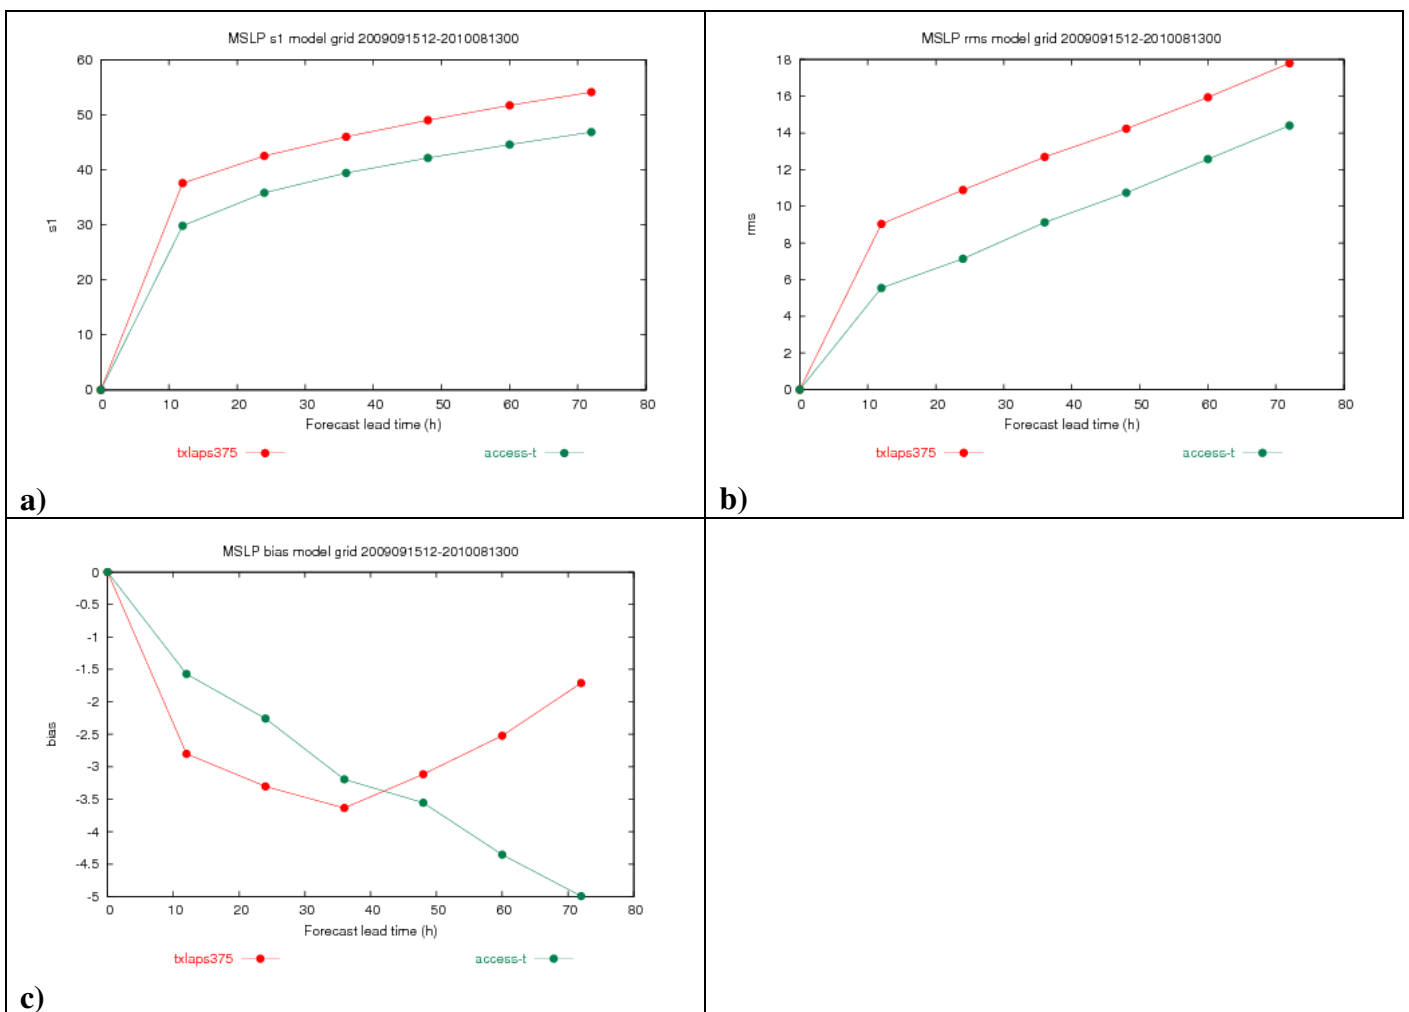 MSLP s1 model grid 2009091512-2010081300
60
50
40
30
20
10
0
s1
0 10 20 30 40 50 60 70 80
Forecast lead time (h)
txlaps375 access-t
a)
MSLP rms model grid 2009091512-2010081300
18
16
14
12
10
8
6
4
2
0
rms
0 10 20 30 40 50 60 70 80
Forecast lead time (h)
txlaps375 access-t
b)
MSLP bias model grid 2009091512-2010081300
0
-0.5
-1
-1.5
-2
-2.5
-3
-3.5
-4
-4.5
-5
bias
0 10 20 30 40 50 60 70 80
Forecast lead time (h)
txlaps375 access-t
c)